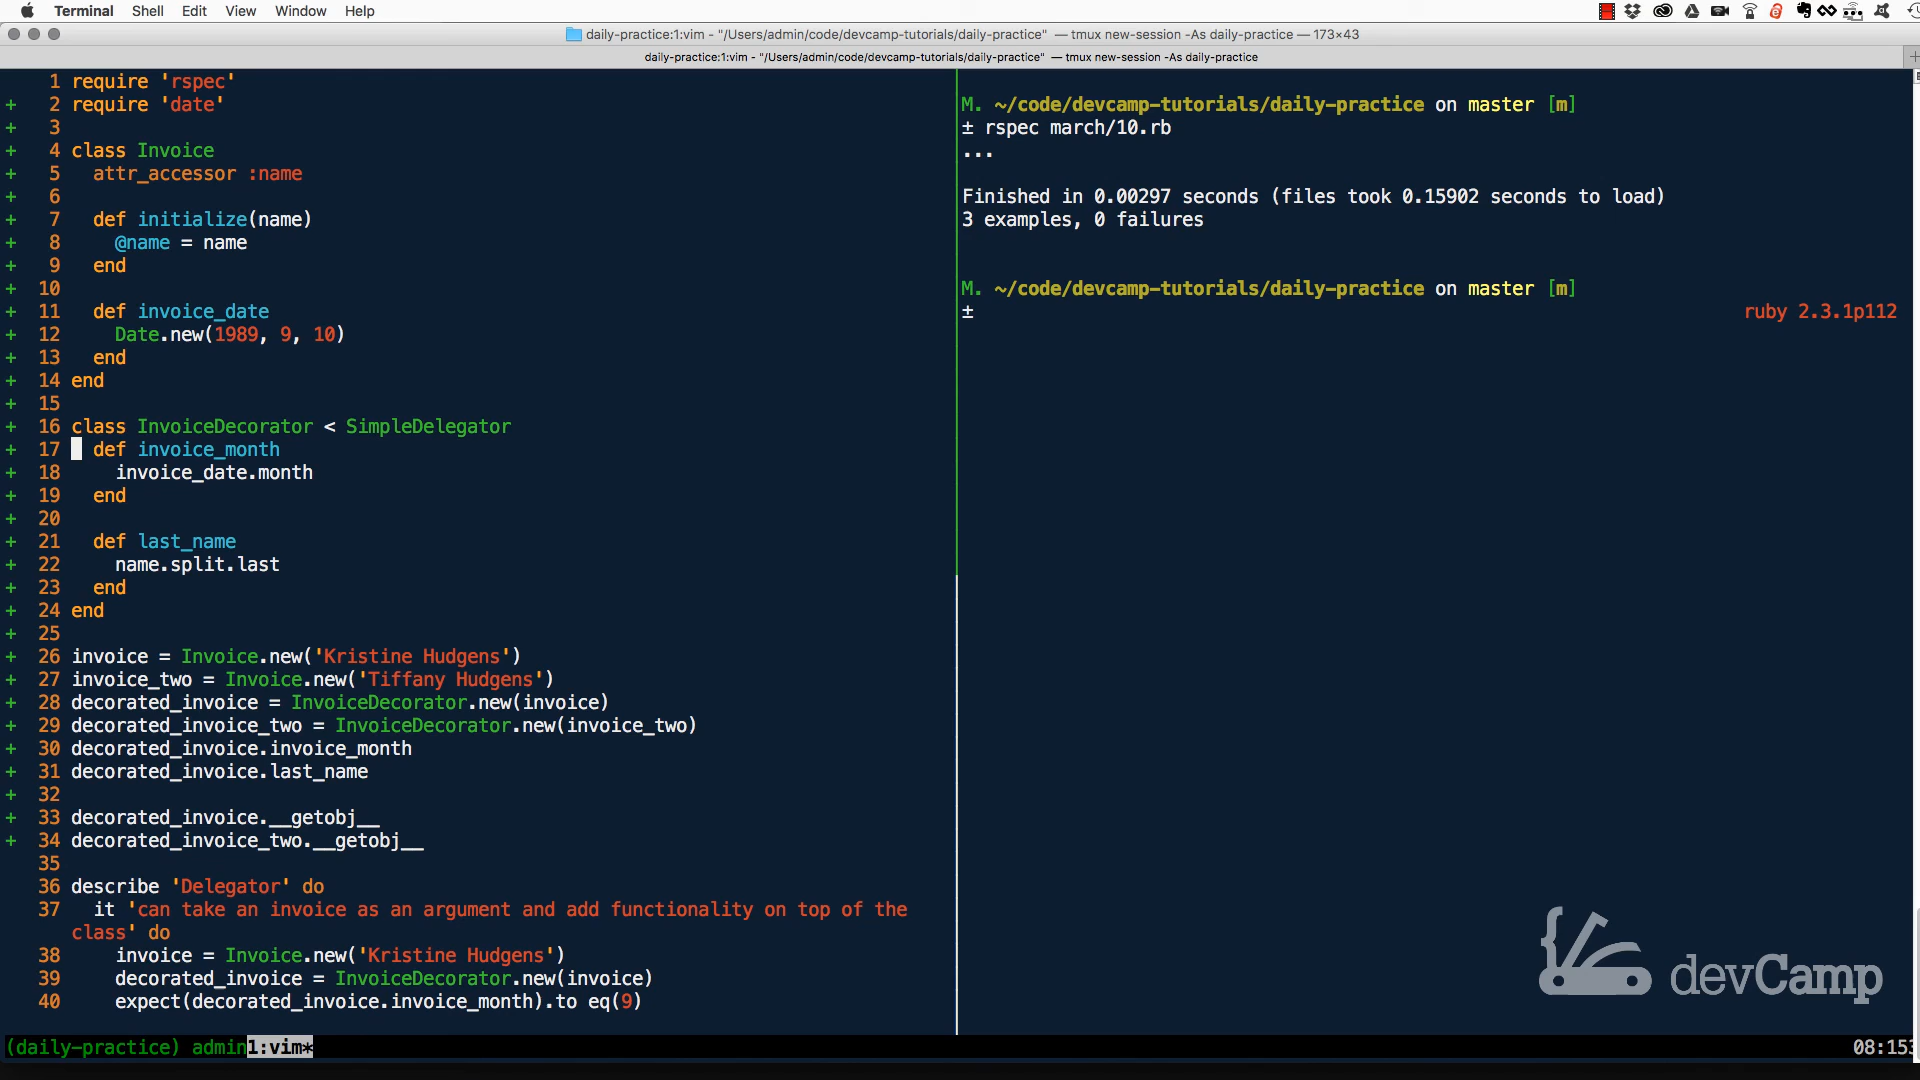 Terminal Shell Edit View Window Help
daily-practice:1:vim - "/Users/admin/code/devcamp-tutorials/daily-practice" — tmux new-session -As daily-practice — 173×43
daily-practice:1:vim - "/Users/admin/code/devcamp-tutorials/daily-practice" — tmux new-session -As daily-practice
1 require 'rspec'
+ 2 require 'date'
+ 3
+ 4 class Invoice
+ 5   attr_accessor :name
+ 6
+ 7   def initialize(name)
+ 8     @name = name
+ 9   end
+ 10
+ 11   def invoice_date
+ 12     Date.new(1989, 9, 10)
+ 13   end
+ 14 end
+ 15
+ 16 class InvoiceDecorator < SimpleDelegator
+ 17   def invoice_month
+ 18     invoice_date.month
+ 19   end
+ 20
+ 21   def last_name
+ 22     name.split.last
+ 23   end
+ 24 end
+ 25
+ 26 invoice = Invoice.new('Kristine Hudgens')
+ 27 invoice_two = Invoice.new('Tiffany Hudgens')
+ 28 decorated_invoice = InvoiceDecorator.new(invoice)
+ 29 decorated_invoice_two = InvoiceDecorator.new(invoice_two)
+ 30 decorated_invoice.invoice_month
+ 31 decorated_invoice.last_name
+ 32
+ 33 decorated_invoice.__getobj__
+ 34 decorated_invoice_two.__getobj__
35
36 describe 'Delegator' do
37   it 'can take an invoice as an argument and add functionality on top of the
class' do
38     invoice = Invoice.new('Kristine Hudgens')
39     decorated_invoice = InvoiceDecorator.new(invoice)
40     expect(decorated_invoice.invoice_month).to eq(9)
M. ~/code/devcamp-tutorials/daily-practice on master [m]
± rspec march/10.rb
...
Finished in 0.00297 seconds (files took 0.15902 seconds to load)
3 examples, 0 failures
M. ~/code/devcamp-tutorials/daily-practice on master [m]
± ruby 2.3.1p112
devCamp
(daily-practice) admin1:vim* 08:153